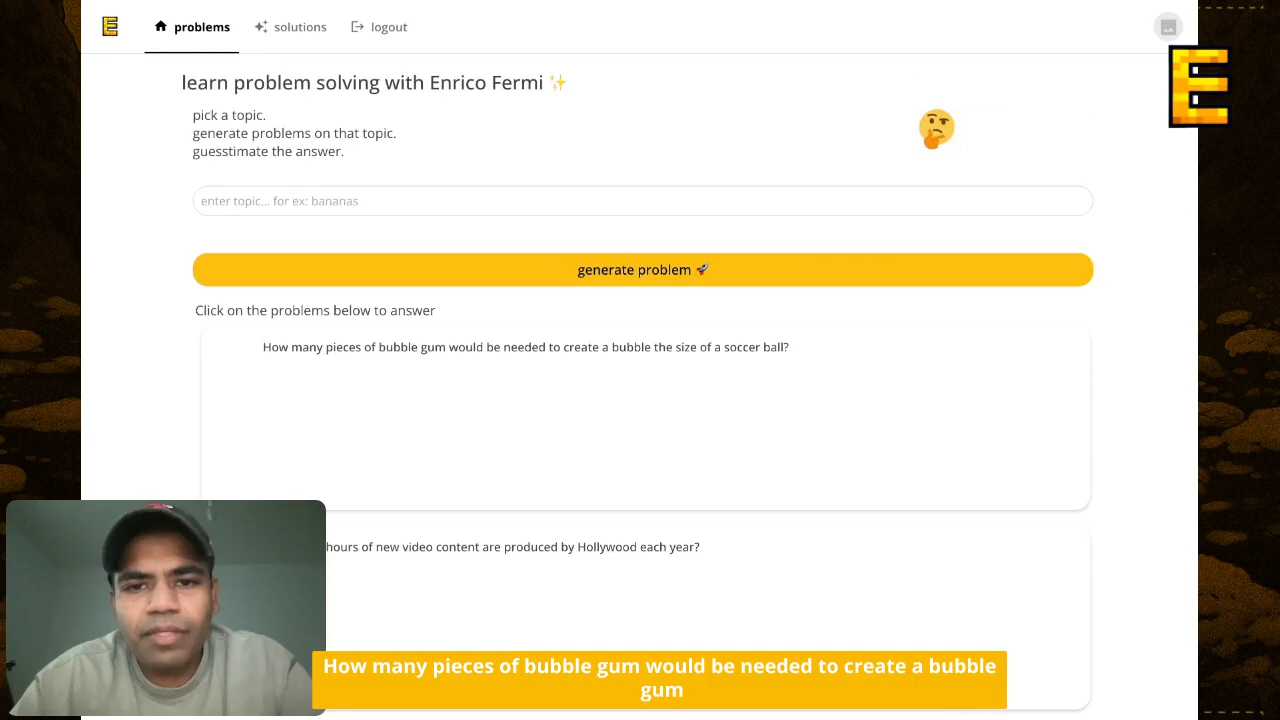 E
problems
solutions
logout
E
learn problem solving with Enrico Fermi ✨
pick a topic.
generate problems on that topic.
guesstimate the answer.
enter topic... for ex: bananas
generate problem 🚀
Click on the problems below to answer
How many pieces of bubble gum would be needed to create a bubble the size of a soccer ball?
hours of new video content are produced by Hollywood each year?
How many pieces of bubble gum would be needed to create a bubble
gum